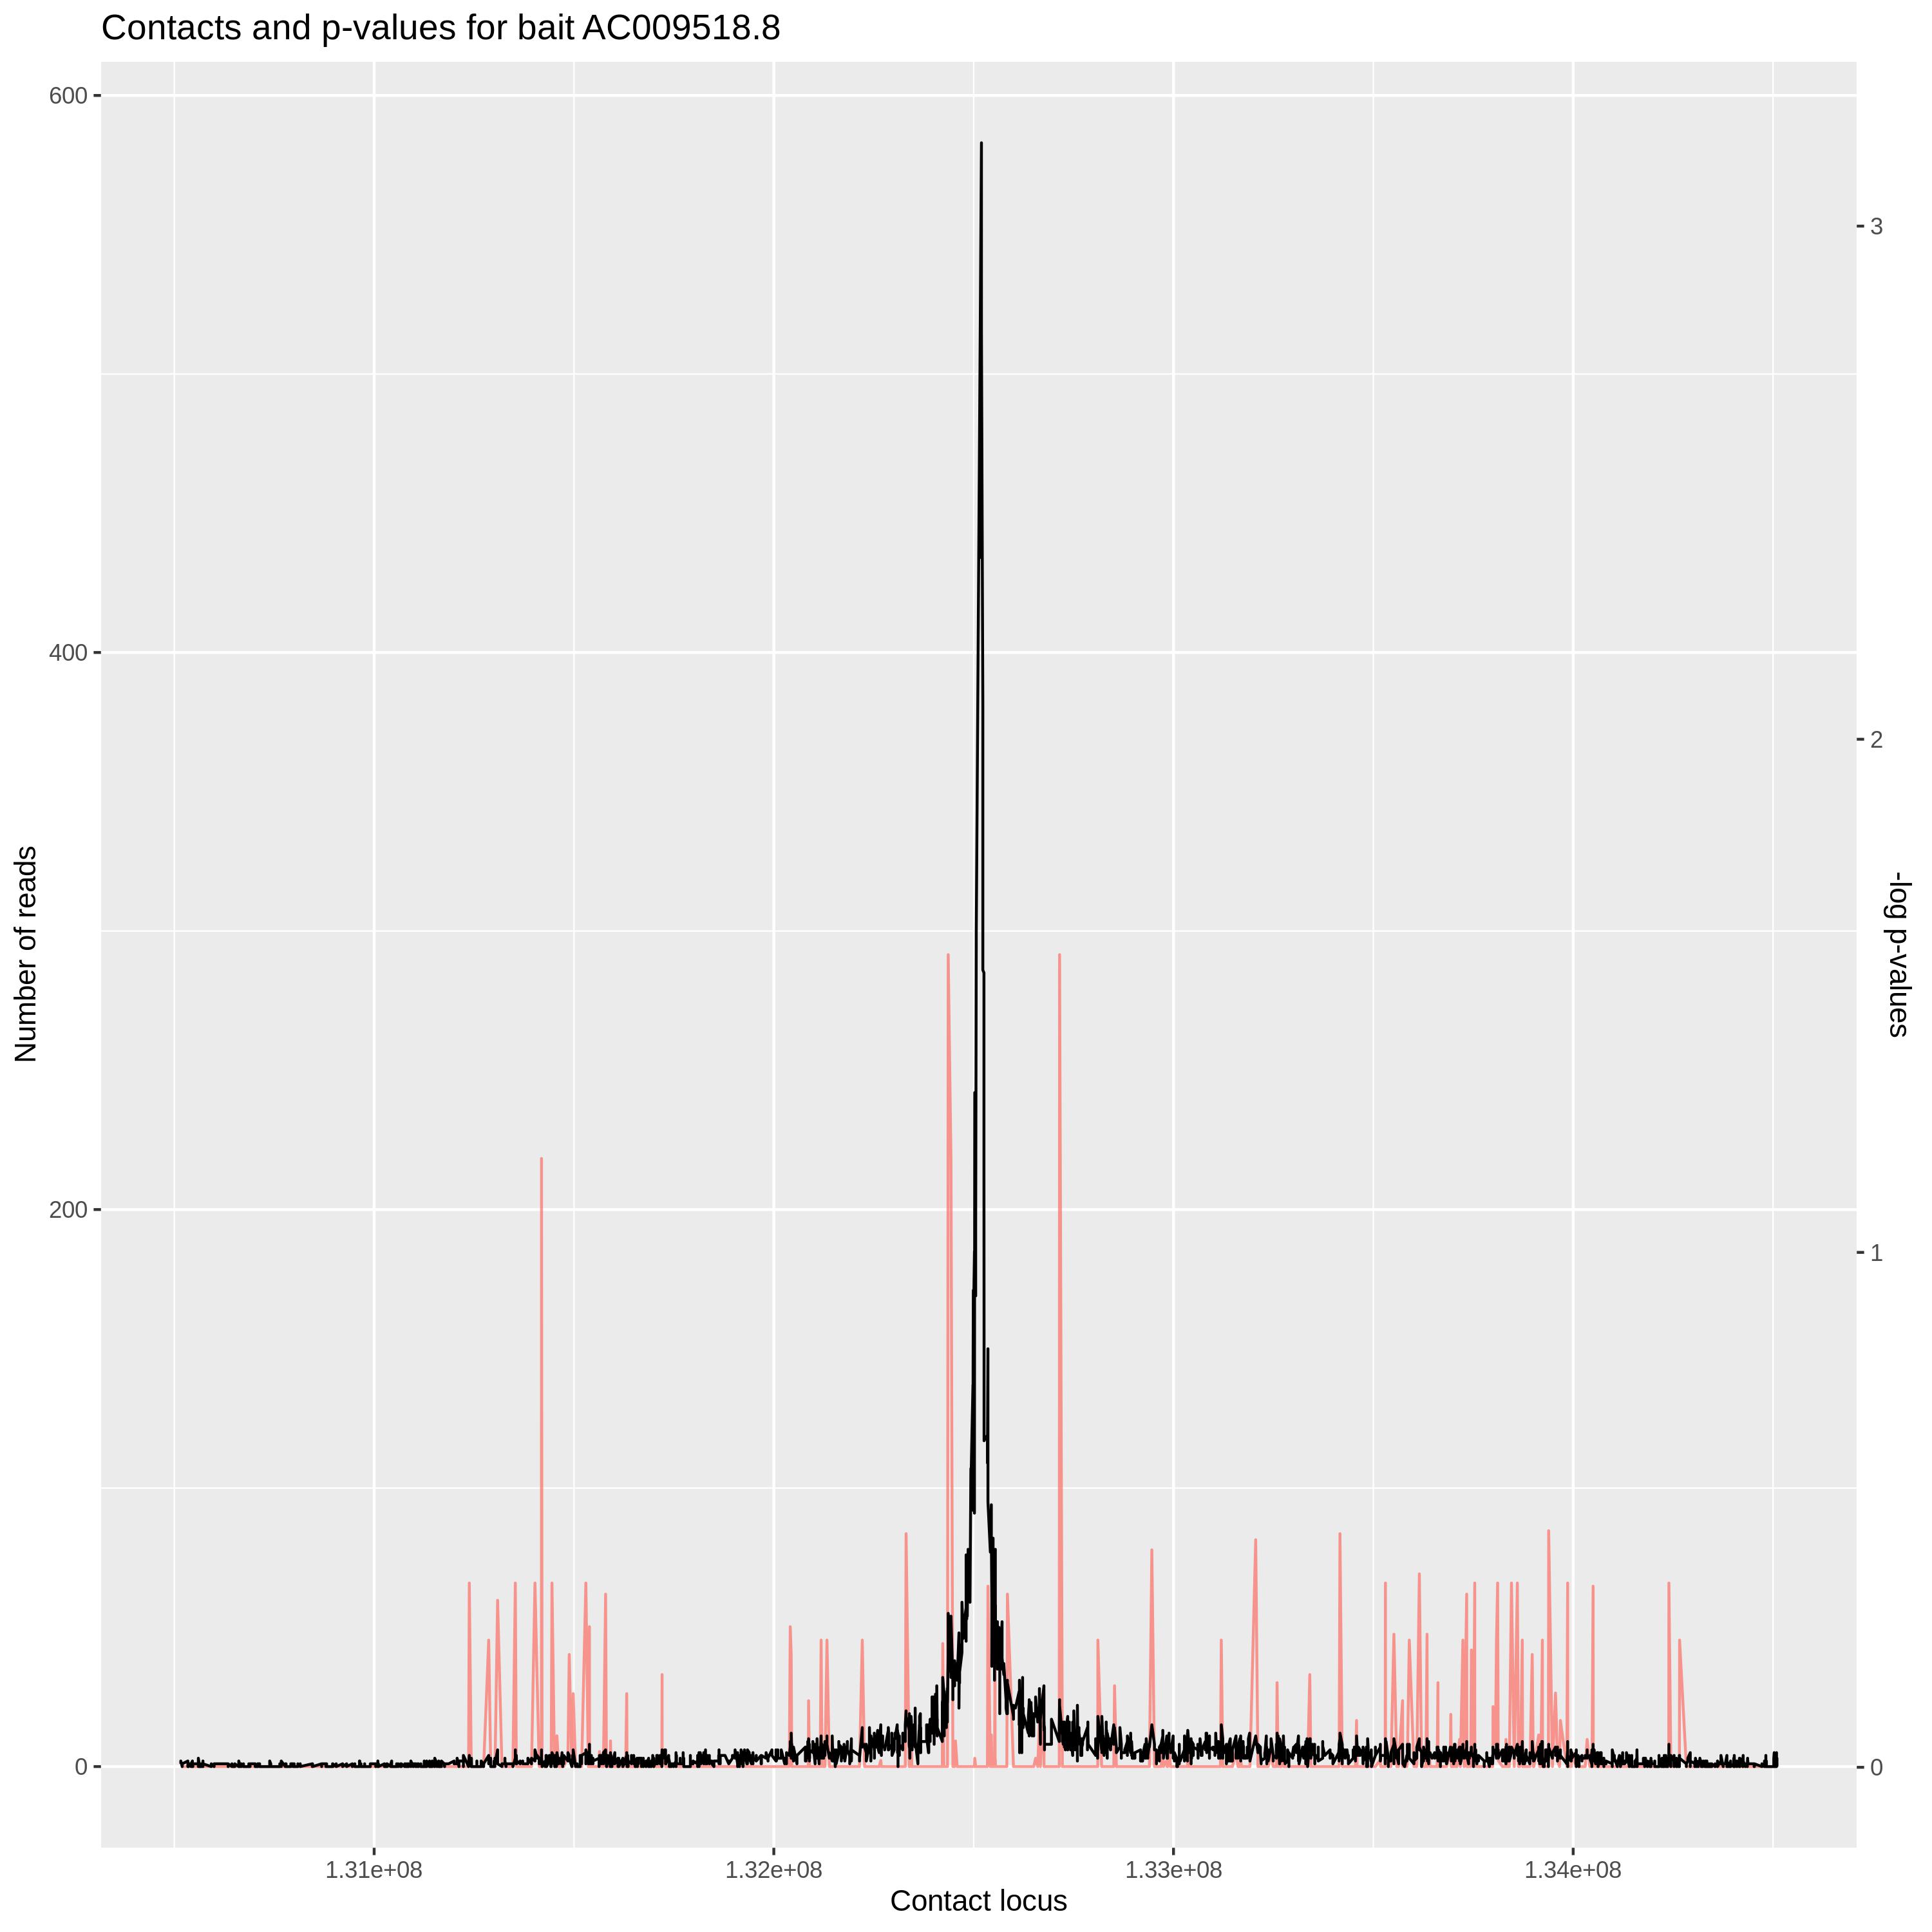 Contacts and p-values for bait AC009518.8
600
400
200
0
Number of reads
3
2
1
0
-log p-values
1.31e+08
1.32e+08
1.33e+08
1.34e+08
Contact locus